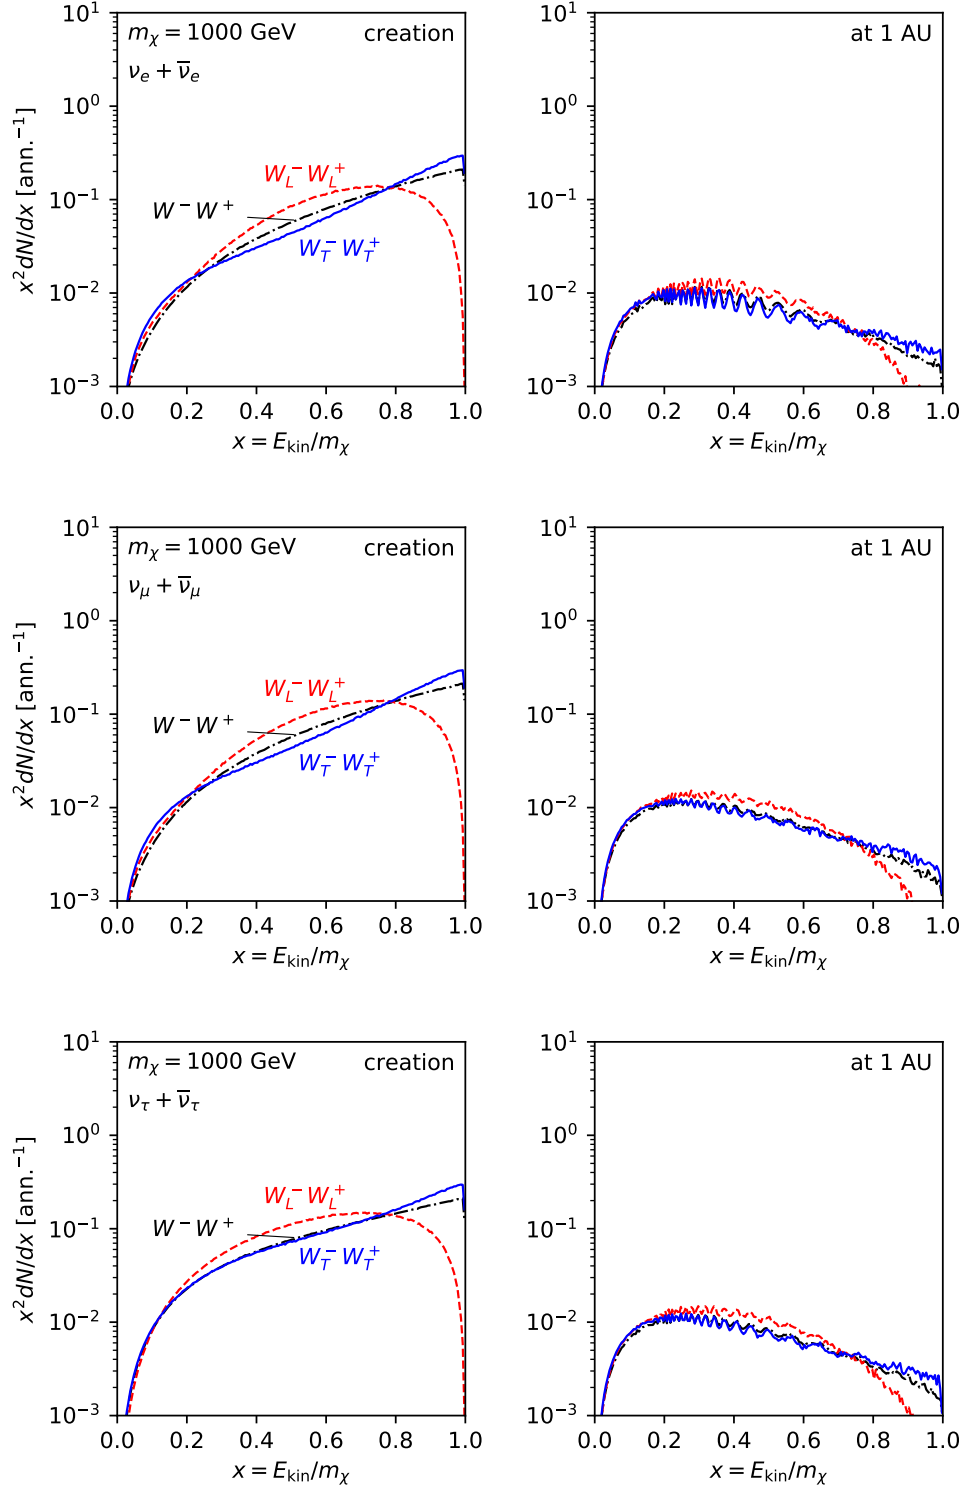 m_χ = 1000 GeV creation
ν_e + ν̅_e
W_L^- W_L^+
W^- W^+
W_T^- W_T^+
10^1
10^0
10^{-1}
10^{-2}
10^{-3}
x^2 dN/dx [ann.^{-1}]
0.0 0.2 0.4 0.6 0.8 1.0
x = E_kin/m_χ
at 1 AU
10^1
10^0
10^{-1}
10^{-2}
10^{-3}
0.0 0.2 0.4 0.6 0.8 1.0
x = E_kin/m_χ
m_χ = 1000 GeV creation
ν_μ + ν̅_μ
W_L^- W_L^+
W^- W^+
W_T^- W_T^+
10^1
10^0
10^{-1}
10^{-2}
10^{-3}
x^2 dN/dx [ann.^{-1}]
0.0 0.2 0.4 0.6 0.8 1.0
x = E_kin/m_χ
at 1 AU
10^1
10^0
10^{-1}
10^{-2}
10^{-3}
0.0 0.2 0.4 0.6 0.8 1.0
x = E_kin/m_χ
m_χ = 1000 GeV creation
ν_τ + ν̅_τ
W_L^- W_L^+
W^- W^+
W_T^- W_T^+
10^1
10^0
10^{-1}
10^{-2}
10^{-3}
x^2 dN/dx [ann.^{-1}]
0.0 0.2 0.4 0.6 0.8 1.0
x = E_kin/m_χ
at 1 AU
10^1
10^0
10^{-1}
10^{-2}
10^{-3}
0.0 0.2 0.4 0.6 0.8 1.0
x = E_kin/m_χ